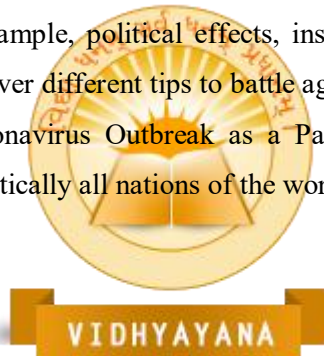 ample, political effects, ins
ver different tips to battle ag
onavirus Outbreak as a Pa
tically all nations of the wor
VIDHYAYANA